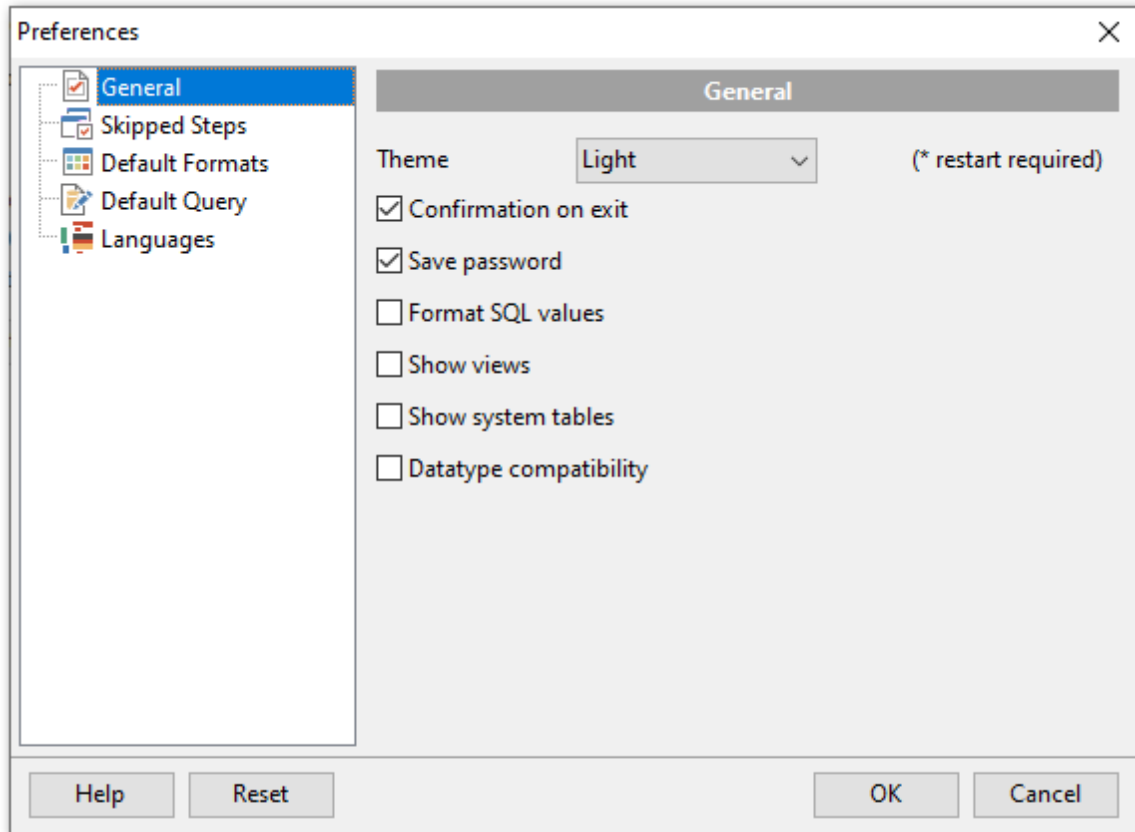 Preferences
General
Skipped Steps
Default Formats
Default Query
Languages
General
Theme Light (* restart required)
Confirmation on exit
Save password
Format SQL values
Show views
Show system tables
Datatype compatibility
Help Reset OK Cancel